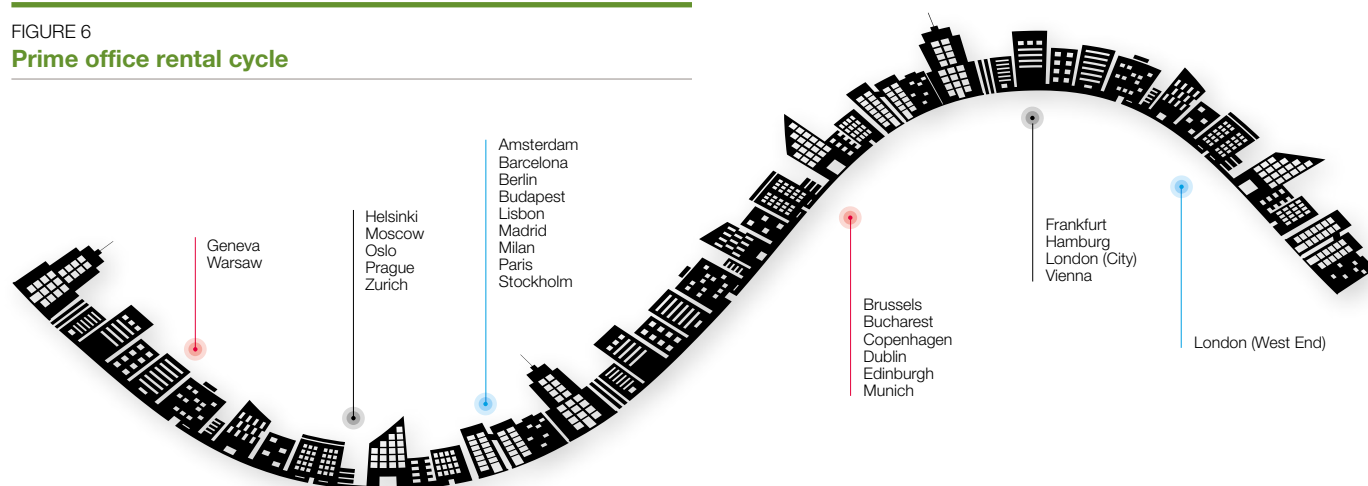 FIGURE 6
Prime office rental cycle
Geneva
Warsaw
Helsinki
Moscow
Oslo
Prague
Zurich
Amsterdam
Barcelona
Berlin
Budapest
Lisbon
Madrid
Milan
Paris
Stockholm
Brussels
Bucharest
Copenhagen
Dublin
Edinburgh
Munich
Frankfurt
Hamburg
London (City)
Vienna
London (West End)